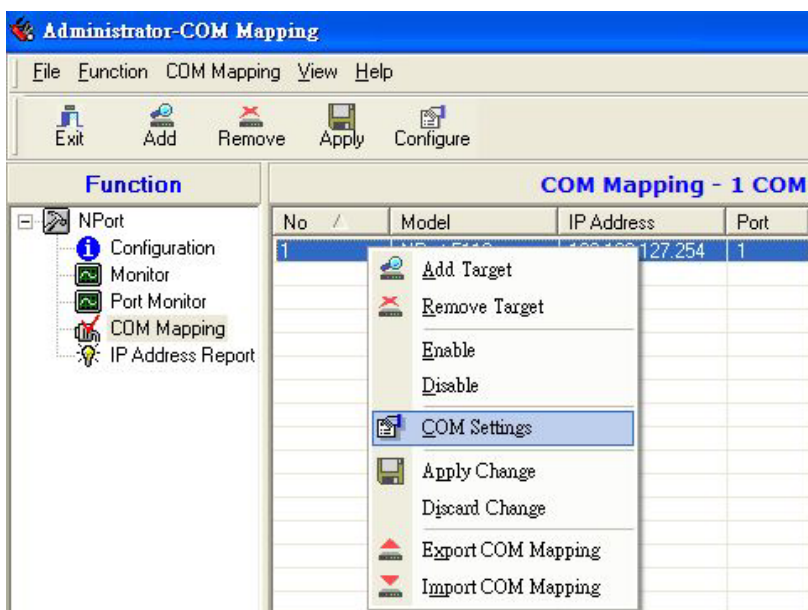 Administrator-COM Mapping
File Function COM Mapping View Help
Exit Add Remove Apply Configure
Function
COM Mapping - 1 COM
NPort
Configuration
Monitor
Port Monitor
COM Mapping
IP Address Report
No Model IP Address Port
1 127.254 1
Add Target
Remove Target
Enable
Disable
COM Settings
Apply Change
Discard Change
Export COM Mapping
Import COM Mapping